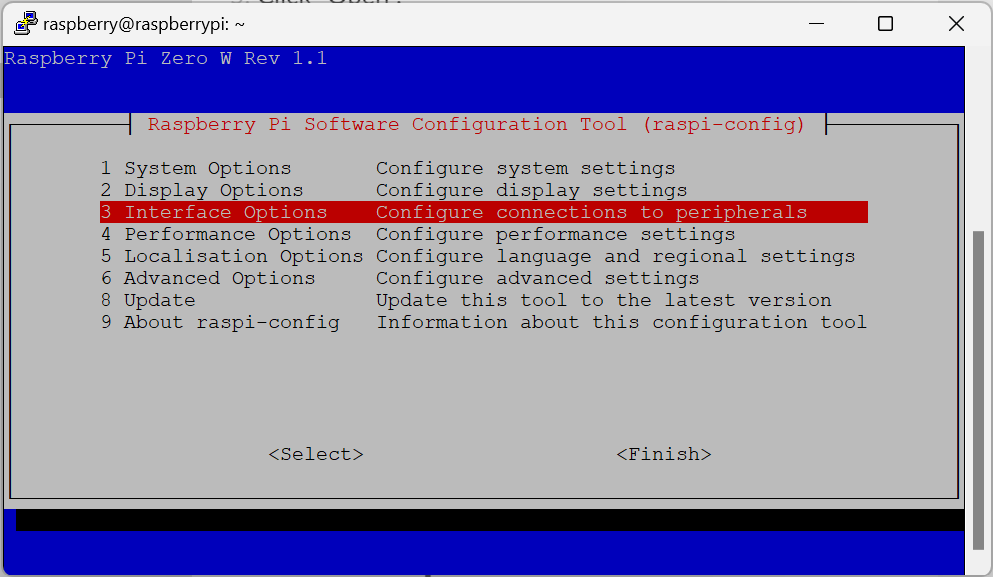 raspberry@raspberrypi: ~
Raspberry Pi Zero W Rev 1.1
Raspberry Pi Software Configuration Tool (raspi-config)
1 System Options Configure system settings
2 Display Options Configure display settings
3 Interface Options Configure connections to peripherals
4 Performance Options Configure performance settings
5 Localisation Options Configure language and regional settings
6 Advanced Options Configure advanced settings
8 Update Update this tool to the latest version
9 About raspi-config Information about this configuration tool
<Select> <Finish>